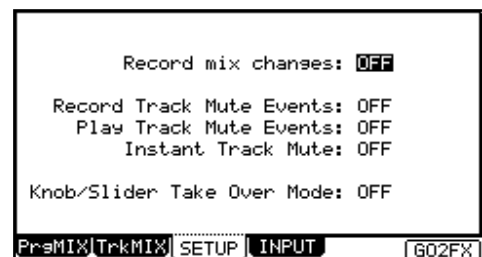 Record mix changes: OFF
Record Track Mute Events: OFF
Play Track Mute Events: OFF
Instant Track Mute: OFF
Knob/Slider Take Over Mode: OFF
PrgMIX TrkMIX SETUP INPUT GO2FX